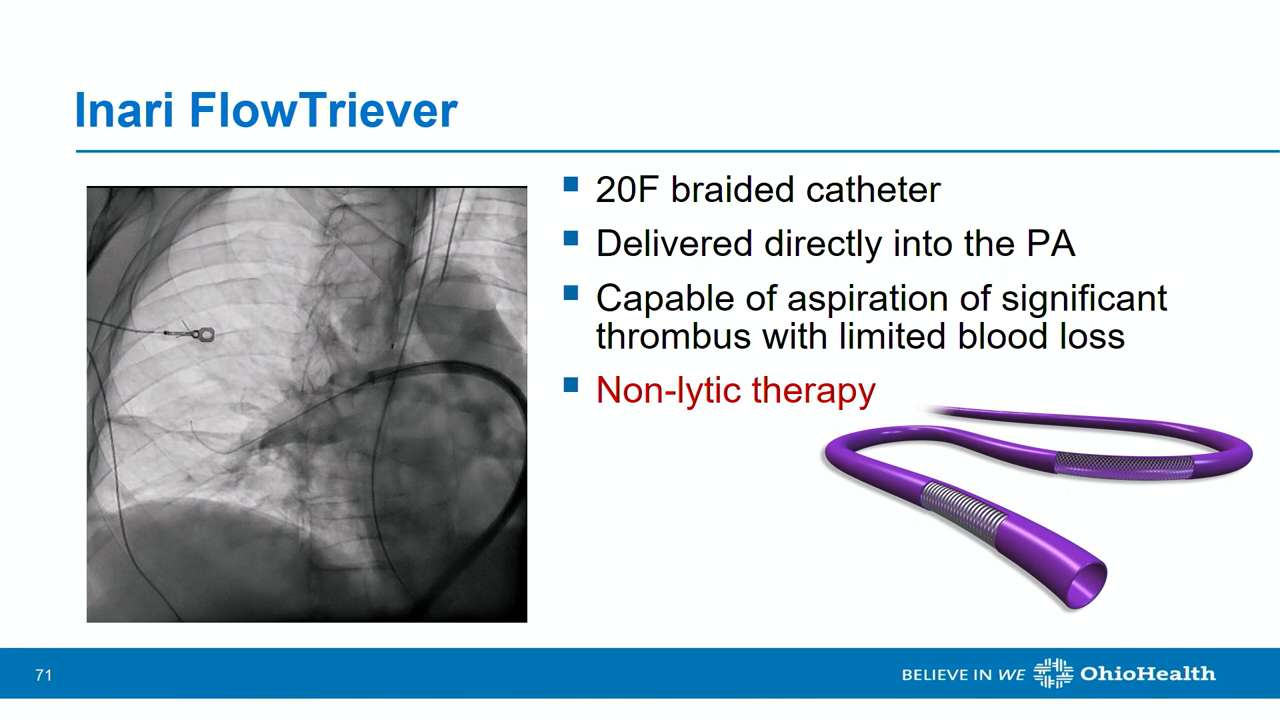 Inari FlowTriever
20F braided catheter
Delivered directly into the PA
Capable of aspiration of significant
thrombus with limited blood loss
Non-lytic therapy
71
BELIEVE IN WE OhioHealth